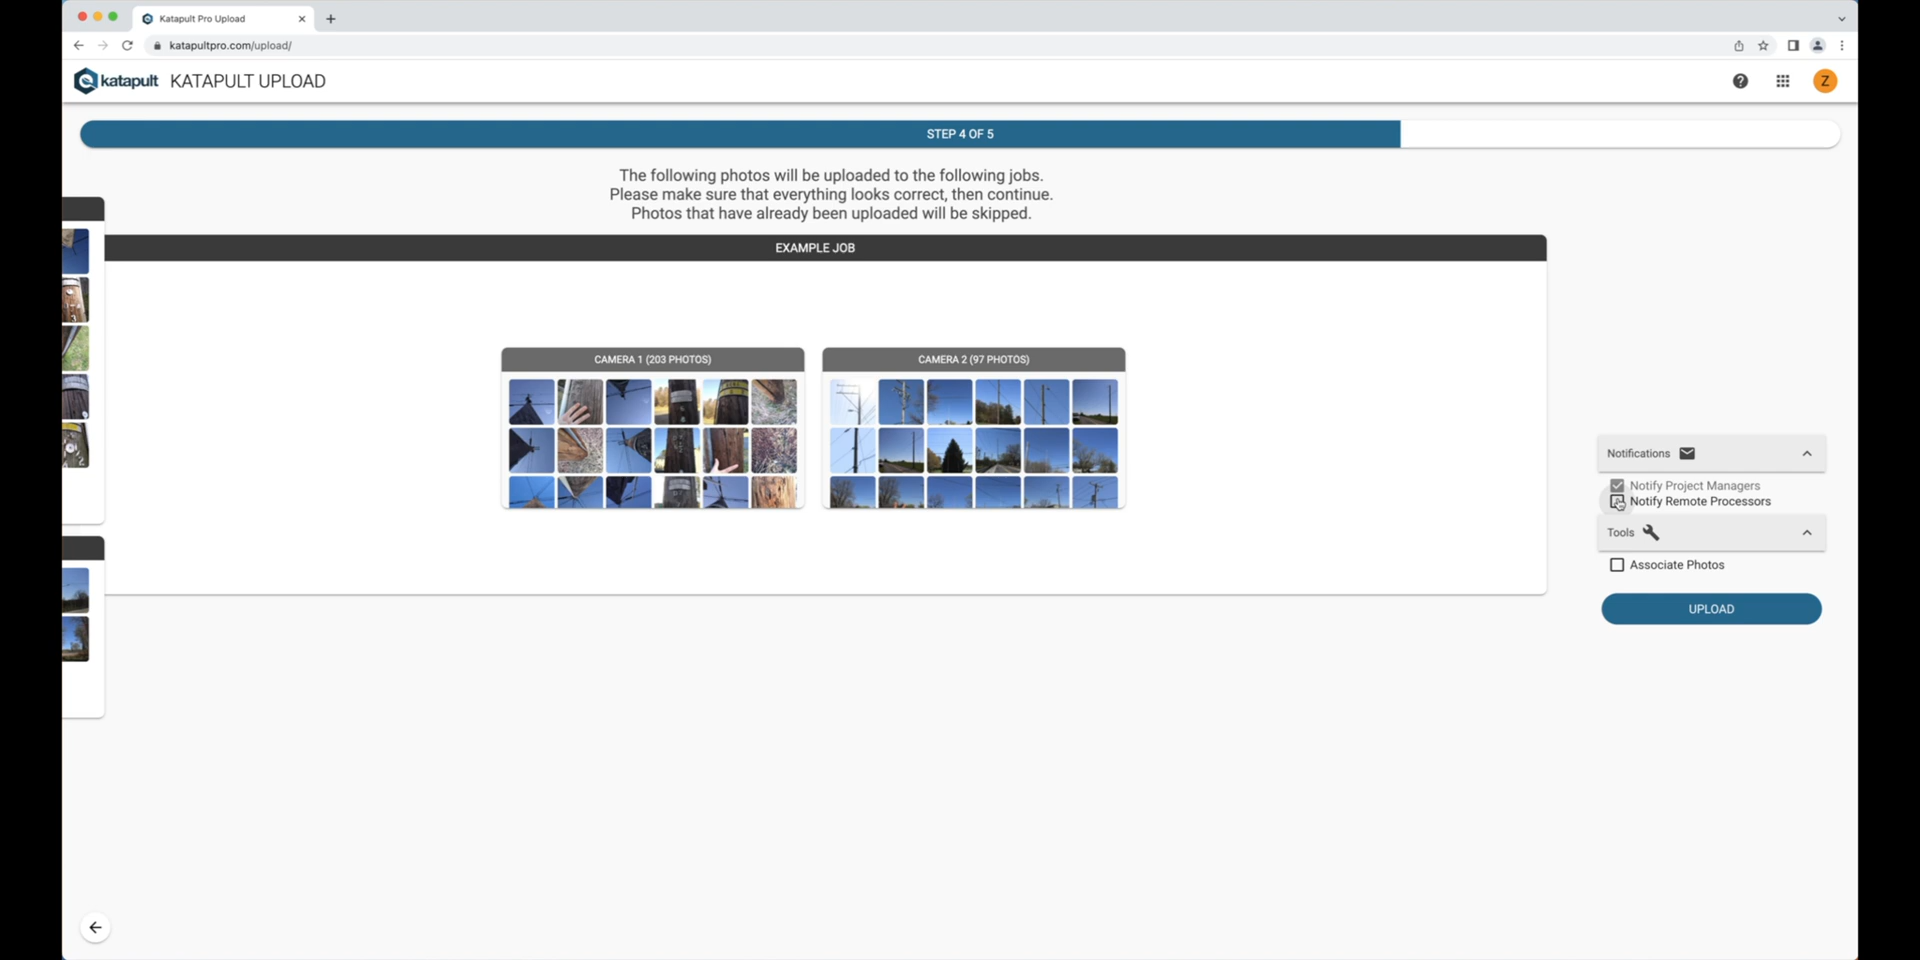 Katapult Pro Upload
katapultpro.com/upload/
katapult KATAPULT UPLOAD
Z
STEP 4 OF 5
The following photos will be uploaded to the following jobs.
Please make sure that everything looks correct, then continue.
Photos that have already been uploaded will be skipped.
EXAMPLE JOB
CAMERA 1 (203 PHOTOS)
CAMERA 2 (97 PHOTOS)
Notifications
Notify Project Managers
Notify Remote Processors
Tools
Associate Photos
UPLOAD